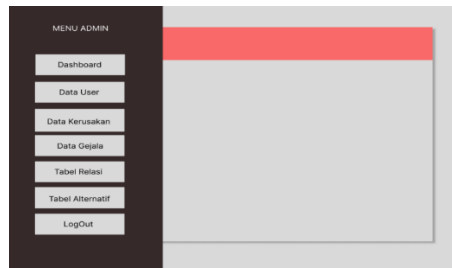 MENU ADMIN
Dashboard
Data User
Data Kerusakan
Data Gejala
Tabel Relasi
Tabel Alternatif
LogOut